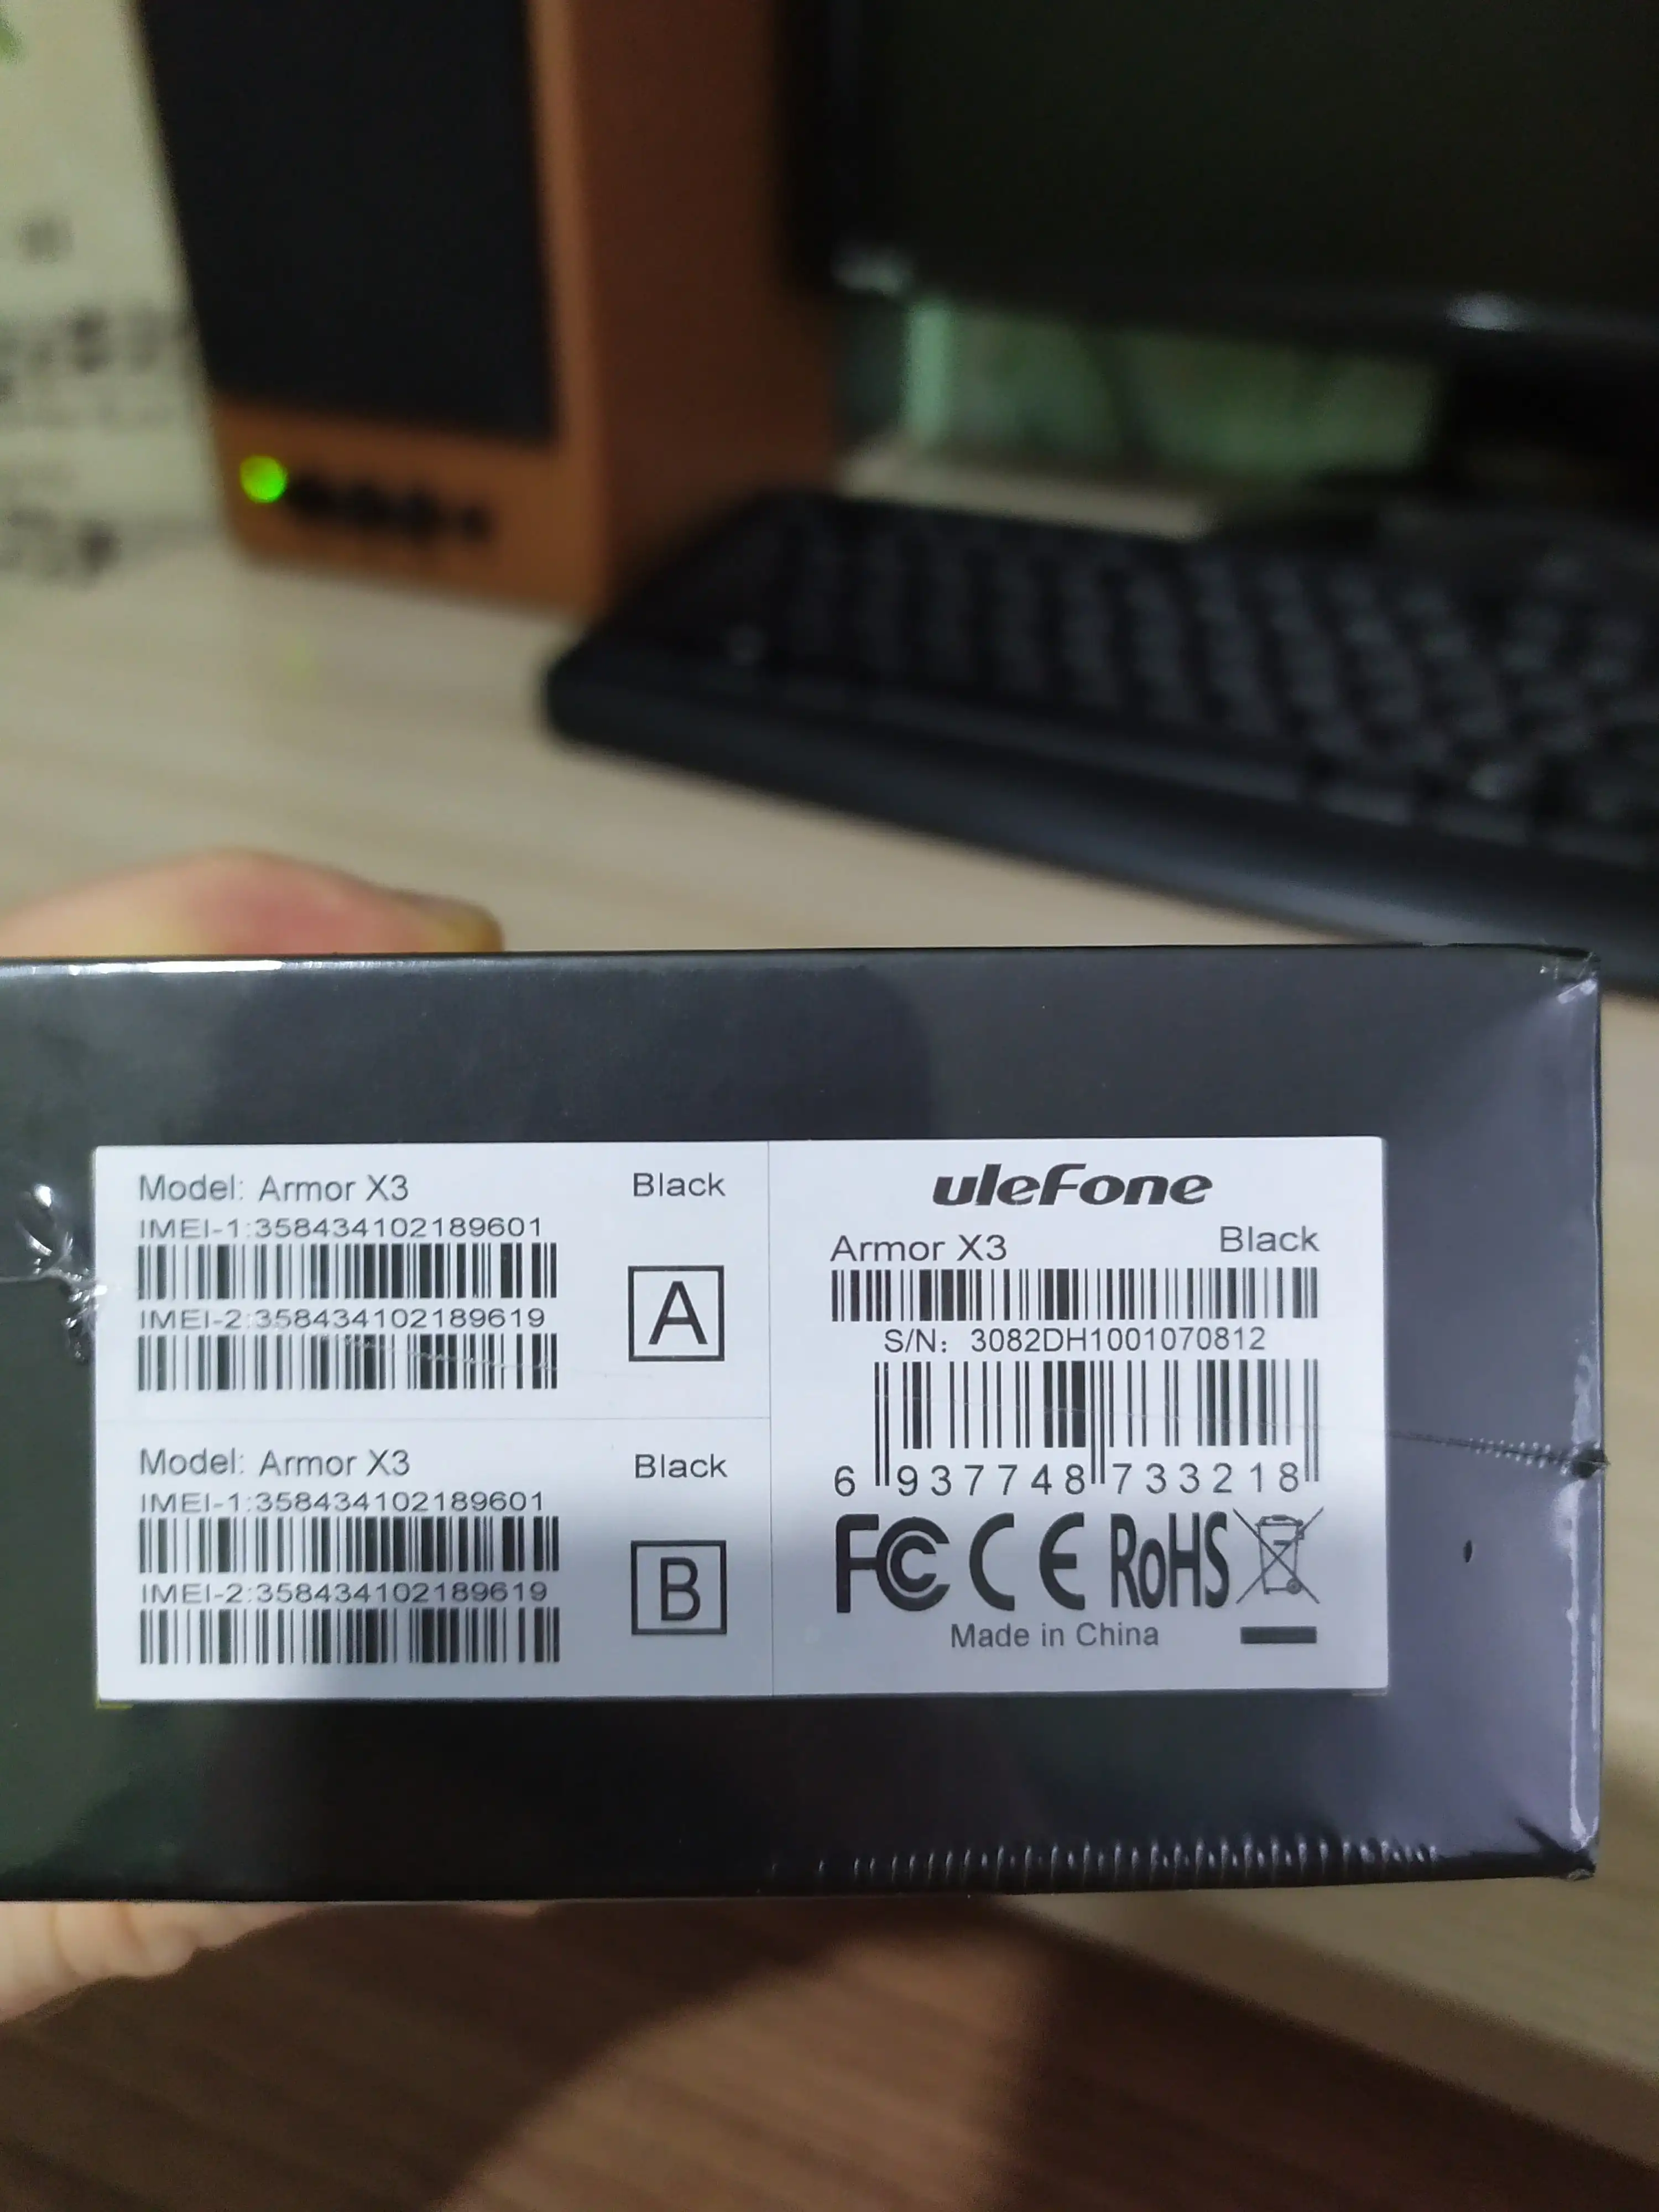 Model: Armor X3 Black
IMEI-1:358434102189601
A
IMEI-2:358434102189619
Model: Armor X3 Black
IMEI-1:358434102189601
B
IMEI-2:358434102189619
ulefone
Armor X3 Black
S/N: 3082DH1001070812
6 937748 733218
FC CE RoHS
Made in China